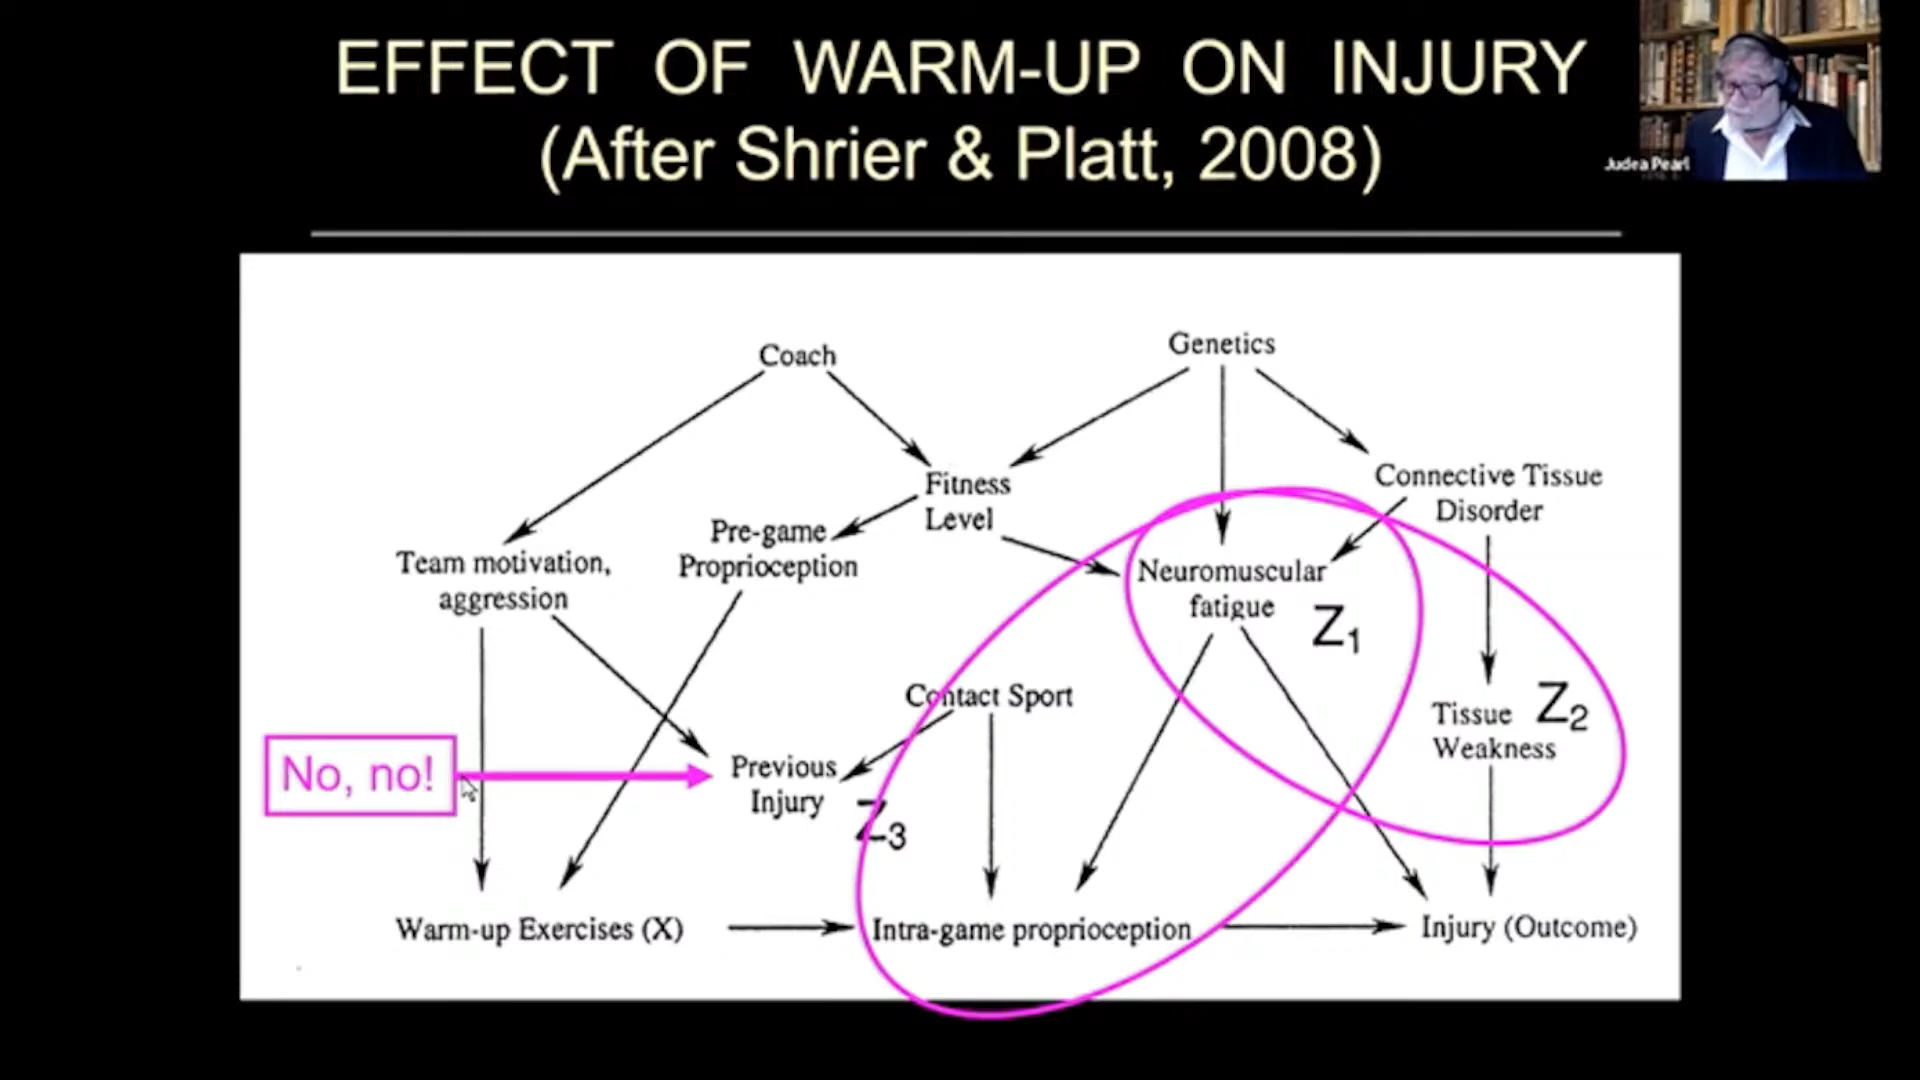 EFFECT OF WARM-UP ON INJURY
(After Shrier & Platt, 2008)
Judea Pearl
Coach
Genetics
Fitness
Level
Connective Tissue
Disorder
Pre-game
Proprioception
Team motivation,
aggression
Neuromuscular
fatigue
Z1
Contact Sport
Tissue
Weakness
Z2
No, no!
Previous
Injury
Z3
Warm-up Exercises (X)
Intra-game proprioception
Injury (Outcome)